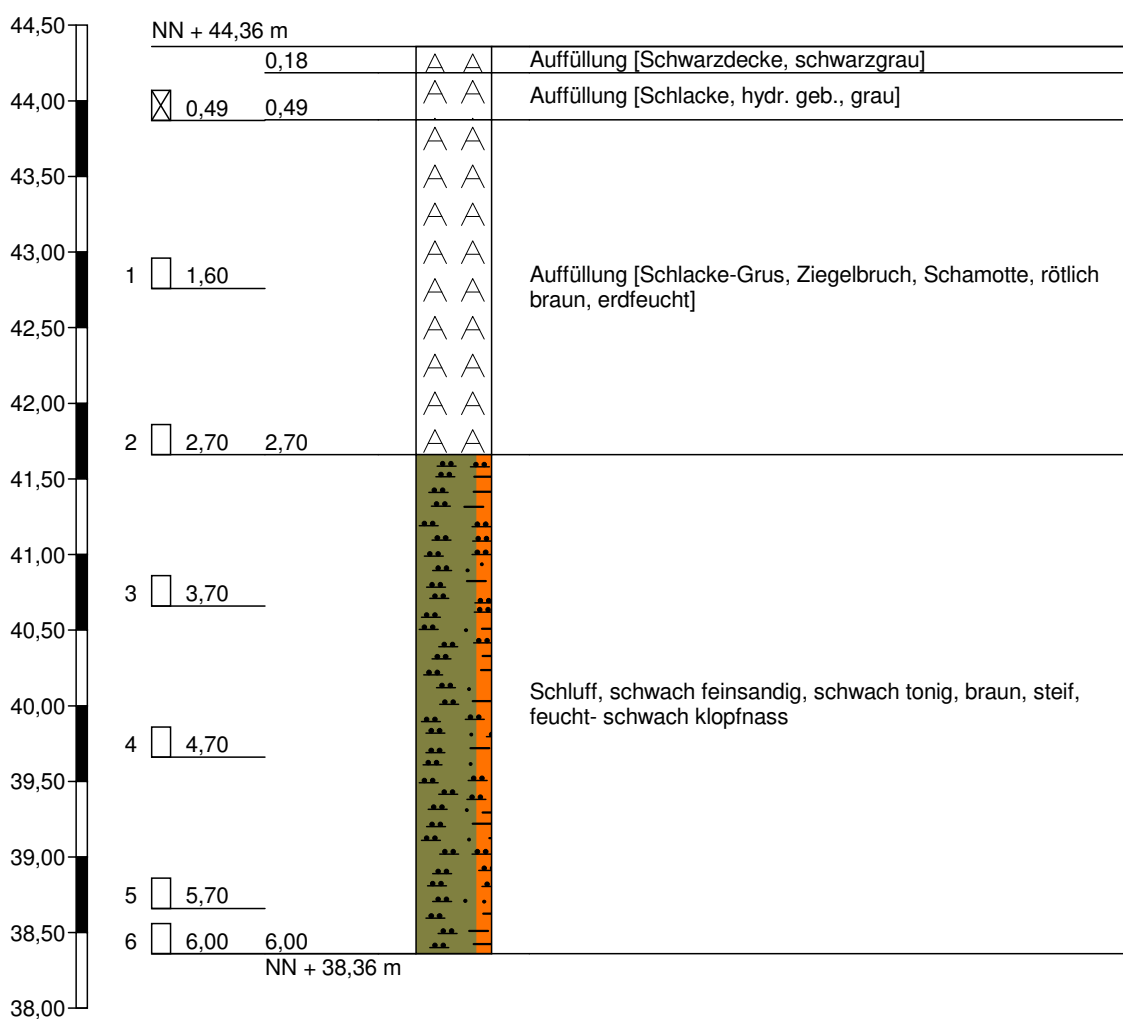 44,50
NN + 44,36 m
0,18
Auffüllung [Schwarzdecke, schwarzgrau]
44,00
0,49 0,49
Auffüllung [Schlacke, hydr. geb., grau]
43,50
43,00
1 1,60
Auffüllung [Schlacke-Grus, Ziegelbruch, Schamotte, rötlich
braun, erdfeucht]
42,50
42,00
2 2,70 2,70
41,50
41,00
3 3,70
40,50
40,00
Schluff, schwach feinsandig, schwach tonig, braun, steif,
feucht- schwach klopfnass
4 4,70
39,50
39,00
5 5,70
38,50
6 6,00 6,00
NN + 38,36 m
38,00